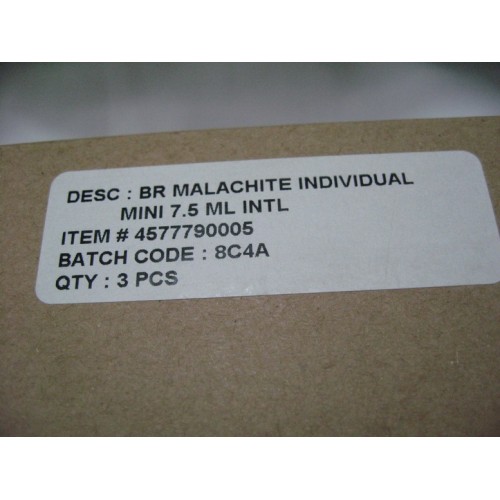 DESC : BR MALACHITE INDIVIDUAL
MINI 7.5 ML INTL
ITEM # 4577790005
BATCH CODE : 8C4A
QTY : 3 PCS